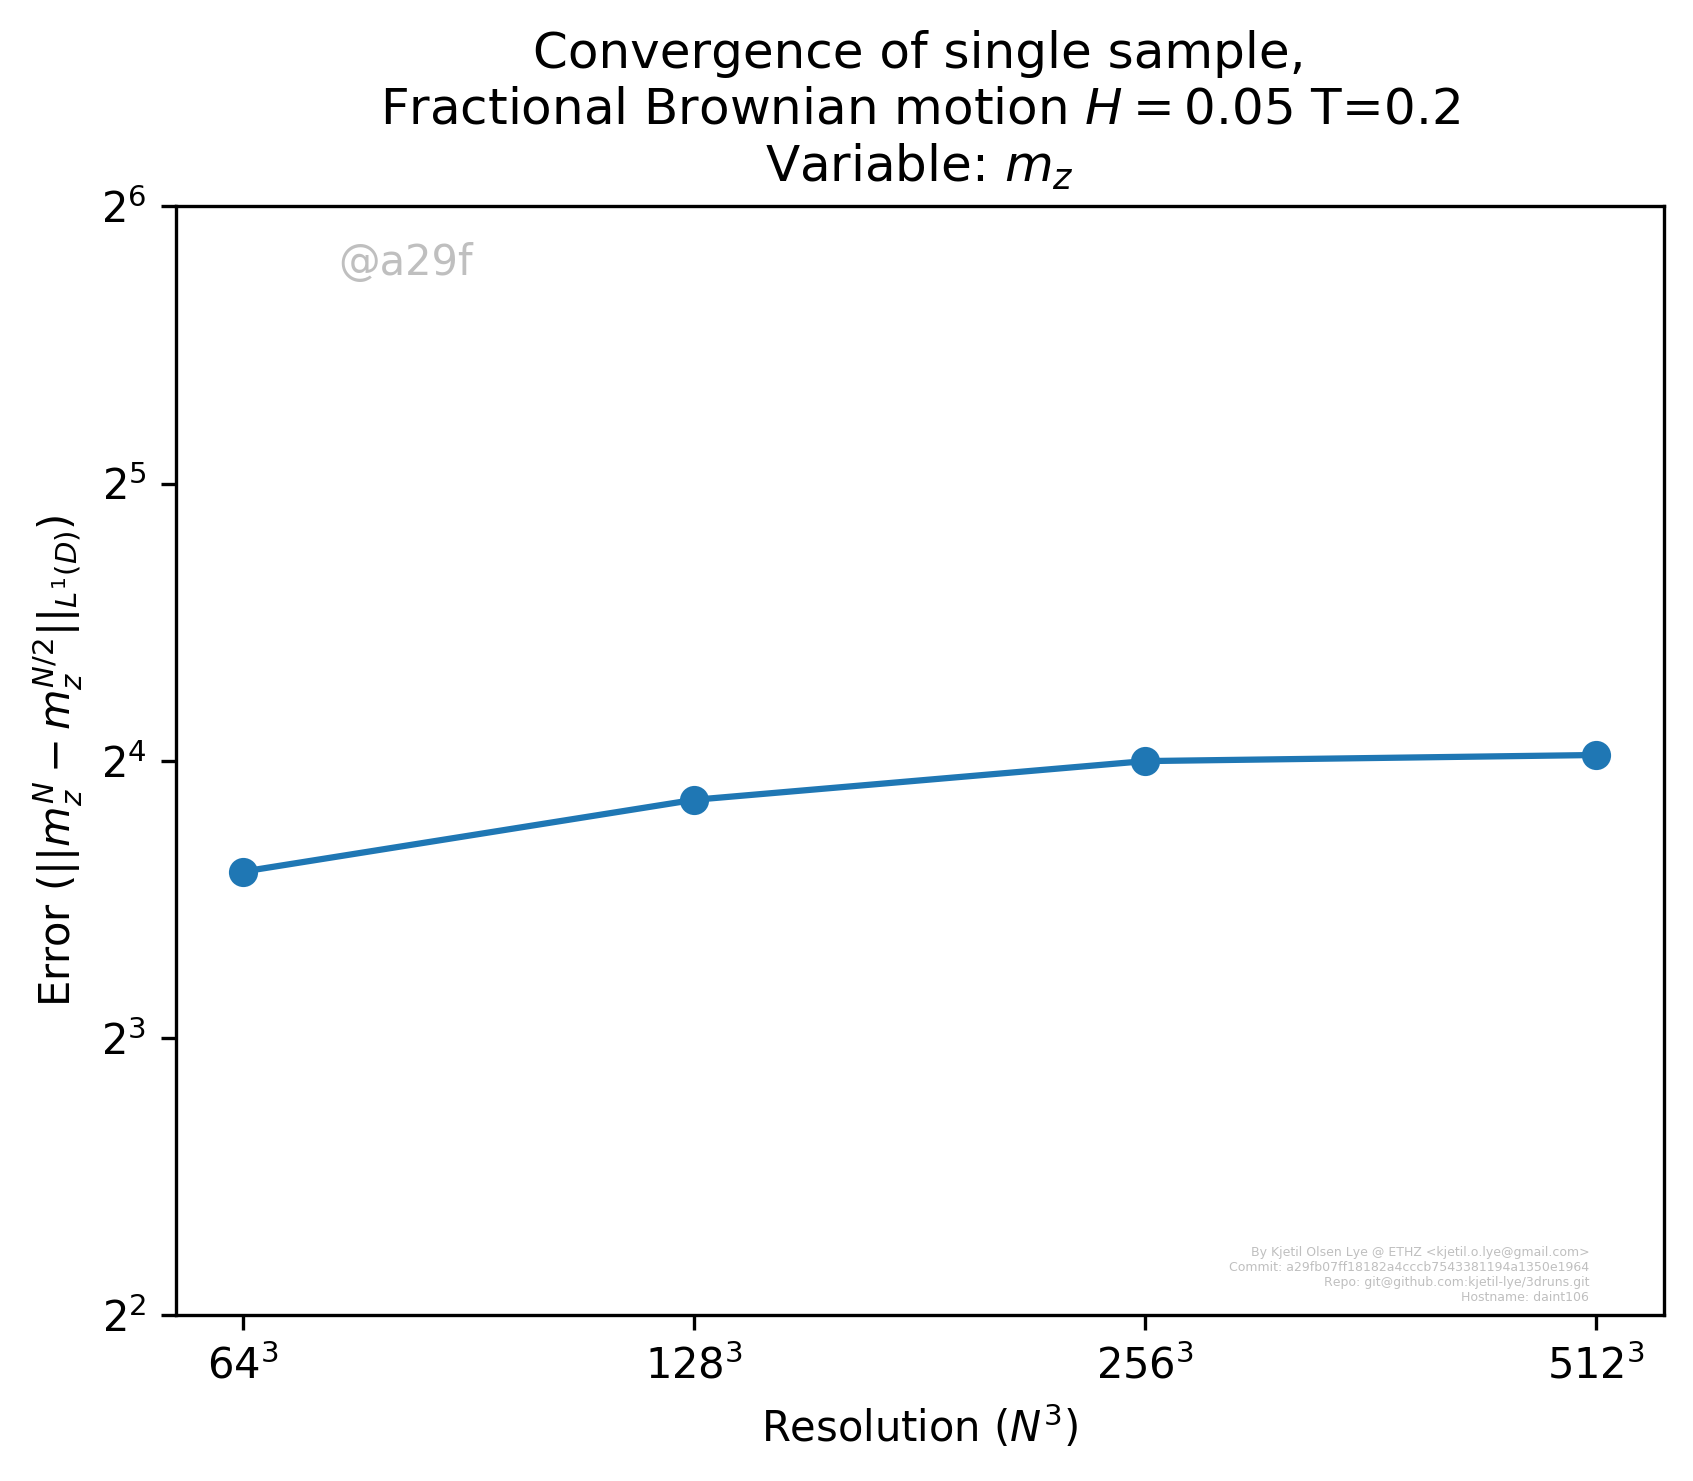 Convergence of single sample,
Fractional Brownian motion H = 0.05 T=0.2
Variable: m_z
@a29f
2^6
2^5
2^4
2^3
2^2
Error (||m_z^N − m_z^{N/2}||_{L^1(D)})
64^3 128^3 256^3 512^3
Resolution (N^3)
By Kjetil Olsen Lye @ ETHZ <kjetil.o.lye@gmail.com>
Commit: a29fb07ff18182a4cccb7543381194a1350e1964
Repo: git@github.com:kjetil-lye/3druns.git
Hostname: daint106